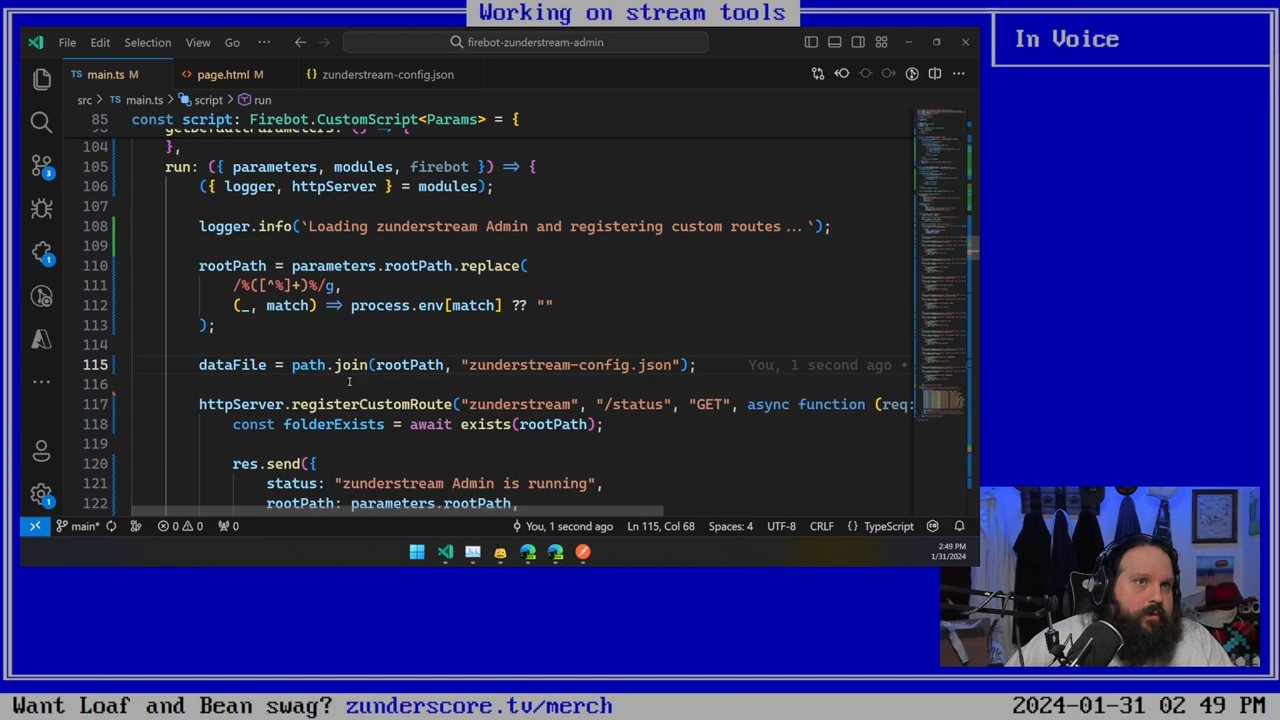 Working on stream tools
In Voice
File Edit Selection View Go ··· firebot-zunderstream-admin
TS main.ts M <> page.html M {} zunderstream-config.json
src > TS main.ts > script > run
85 const script: Firebot.CustomScript<Params> = {
104 },
105 run: ({ parameters, modules, firebot }) => {
106 ({ logger, httpServer } = modules);
107
108 logger.info(`Loading zunderstream Admin and registering custom routes...`);
110 rootPath = parameters.rootPath.replace(
111 /%([^%]+)%/g,
112 (_, match) => process.env[match] ?? ""
113 );
114
115 dataFile = path.join(rootPath, "zunderstream-config.json"); You, 1 second ago •
116
117 httpServer.registerCustomRoute("zunderstream", "/status", "GET", async function (req:
118 const folderExists = await exists(rootPath);
119
120 res.send({
121 status: "zunderstream Admin is running",
122 rootPath: parameters.rootPath,
3
1
1
main* 0 0 0 You, 1 second ago Ln 115, Col 68 Spaces: 4 UTF-8 CRLF {} TypeScript
2:49 PM
1/31/2024
Want Loaf and Bean swag? zunderscore.tv/merch 2024-01-31 02 49 PM